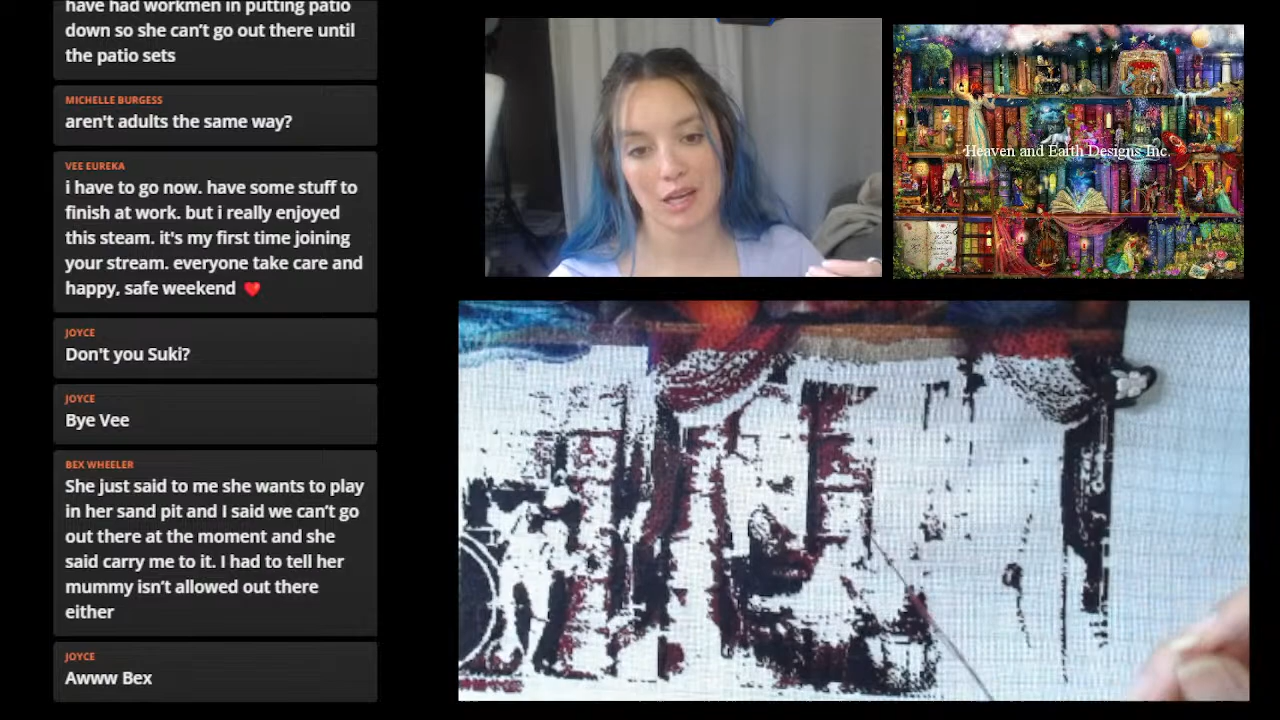 have had workmen in putting patio
down so she can't go out there until
the patio sets
MICHELLE BURGESS
aren't adults the same way?
VEE EUREKA
i have to go now. have some stuff to
finish at work. but i really enjoyed
this steam. it's my first time joining
your stream. everyone take care and
happy, safe weekend ❤️
JOYCE
Don't you Suki?
JOYCE
Bye Vee
BEX WHEELER
She just said to me she wants to play
in her sand pit and I said we can't go
out there at the moment and she
said carry me to it. I had to tell her
mummy isn't allowed out there
either
JOYCE
Awww Bex
Heaven and Earth Designs Inc.